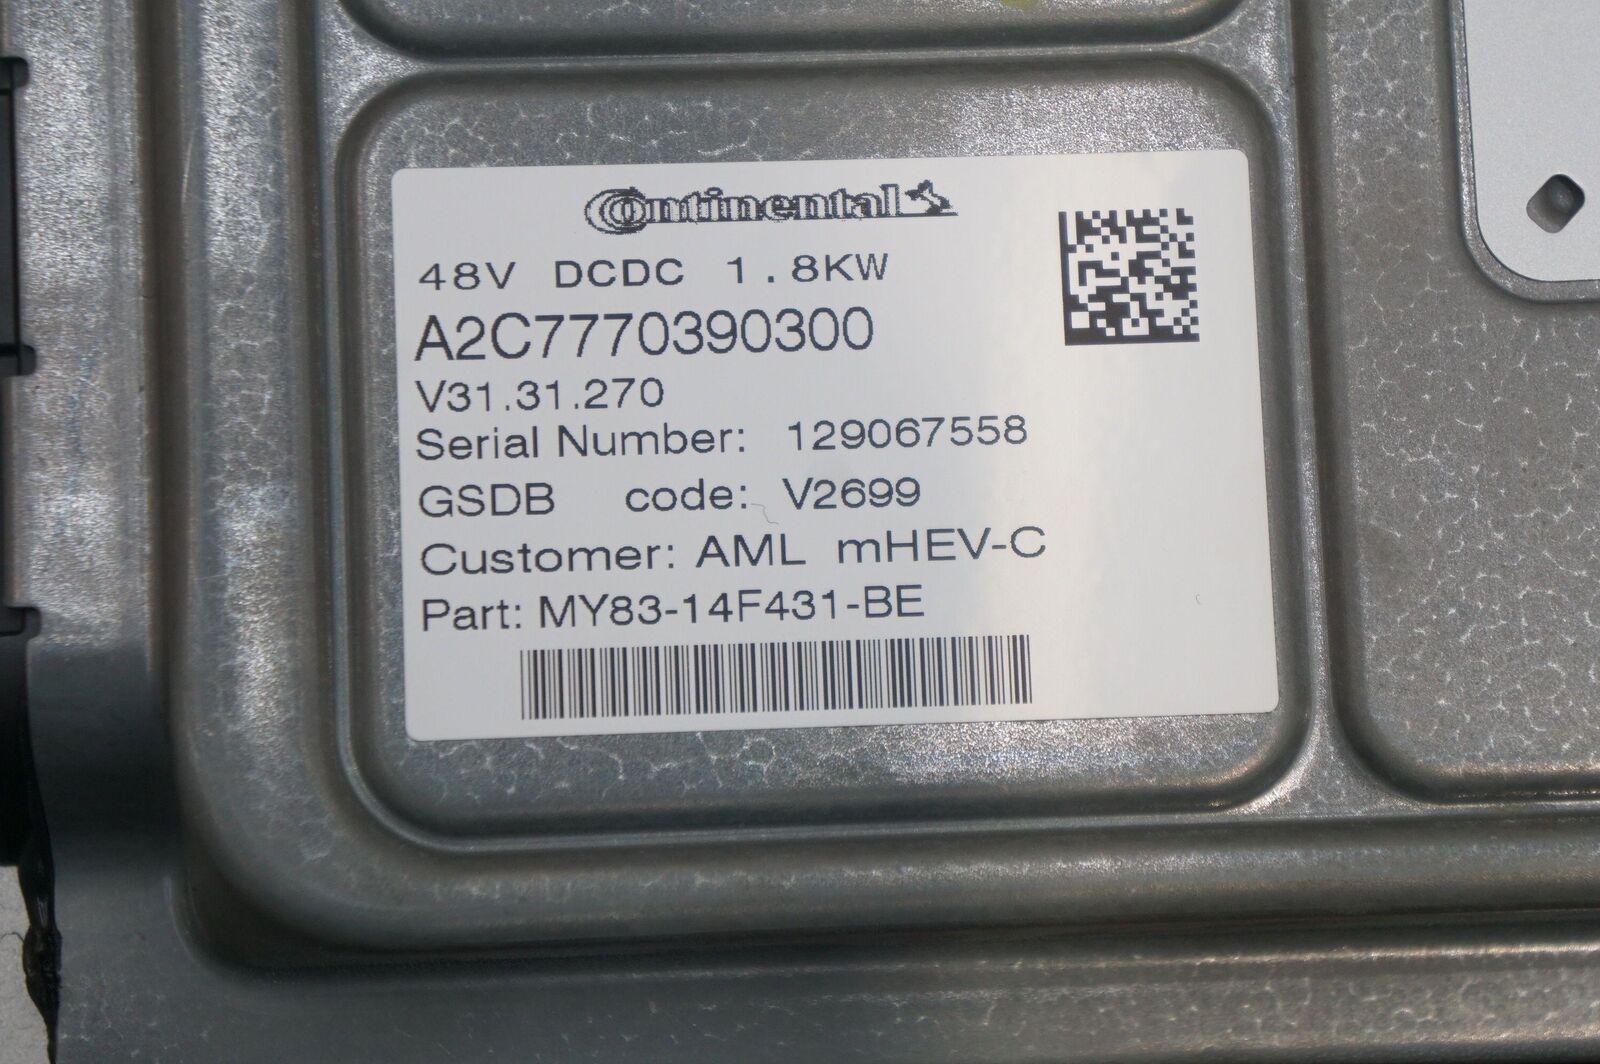 Continental
48V DCDC 1.8KW
A2C7770390300
V31.31.270
Serial Number: 129067558
GSDB code: V2699
Customer: AML mHEV-C
Part: MY83-14F431-BE